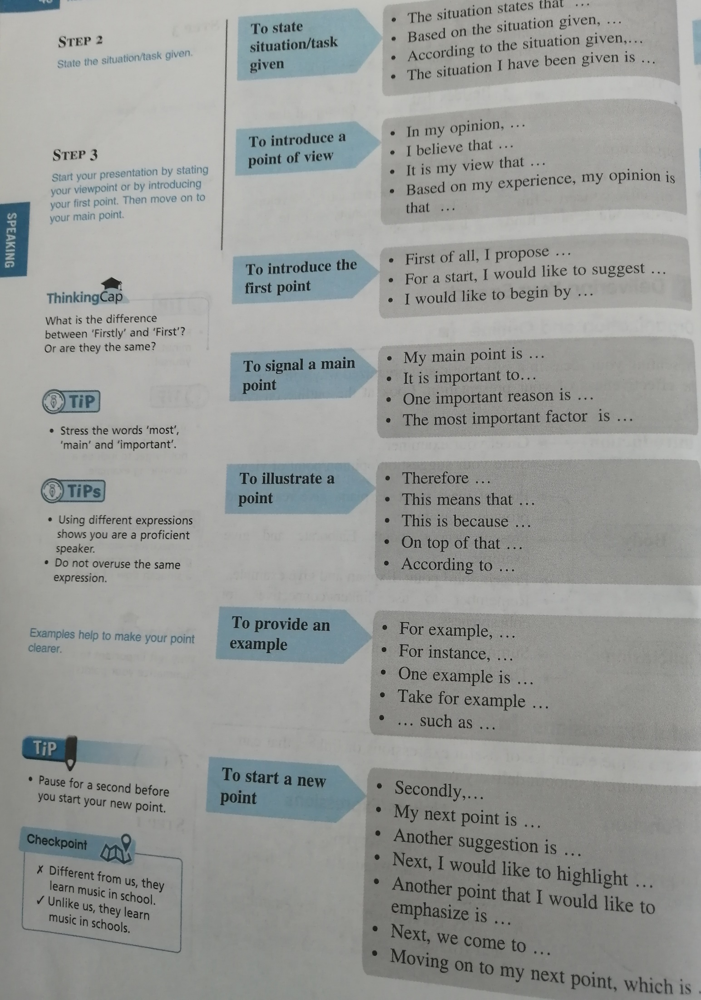 STEP 2
State the situation/task given.
To state
situation/task
given
• The situation states that …
• Based on the situation given, …
• According to the situation given,…
• The situation I have been given is …
STEP 3
Start your presentation by stating
your viewpoint or by introducing
your first point. Then move on to
your main point.
To introduce a
point of view
• In my opinion, …
• I believe that …
• It is my view that …
• Based on my experience, my opinion is
that …
SPEAKING
To introduce the
first point
• First of all, I propose …
• For a start, I would like to suggest …
• I would like to begin by …
ThinkingCap
What is the difference
between ‘Firstly’ and ‘First’?
Or are they the same?
To signal a main
point
• My main point is …
• It is important to…
• One important reason is …
• The most important factor is …
TiP
• Stress the words ‘most’,
‘main’ and ‘important’.
To illustrate a
point
• Therefore …
• This means that …
• This is because …
• On top of that …
• According to …
TiPs
• Using different expressions
shows you are a proficient
speaker.
• Do not overuse the same
expression.
Examples help to make your point
clearer.
To provide an
example
• For example, …
• For instance, …
• One example is …
• Take for example …
• … such as …
TiP
• Pause for a second before
you start your new point.
To start a new
point
• Secondly,…
• My next point is …
• Another suggestion is …
• Next, I would like to highlight …
• Another point that I would like to
emphasize is …
• Next, we come to …
• Moving on to my next point, which is
Checkpoint
✗ Different from us, they
learn music in school.
✓ Unlike us, they learn
music in schools.